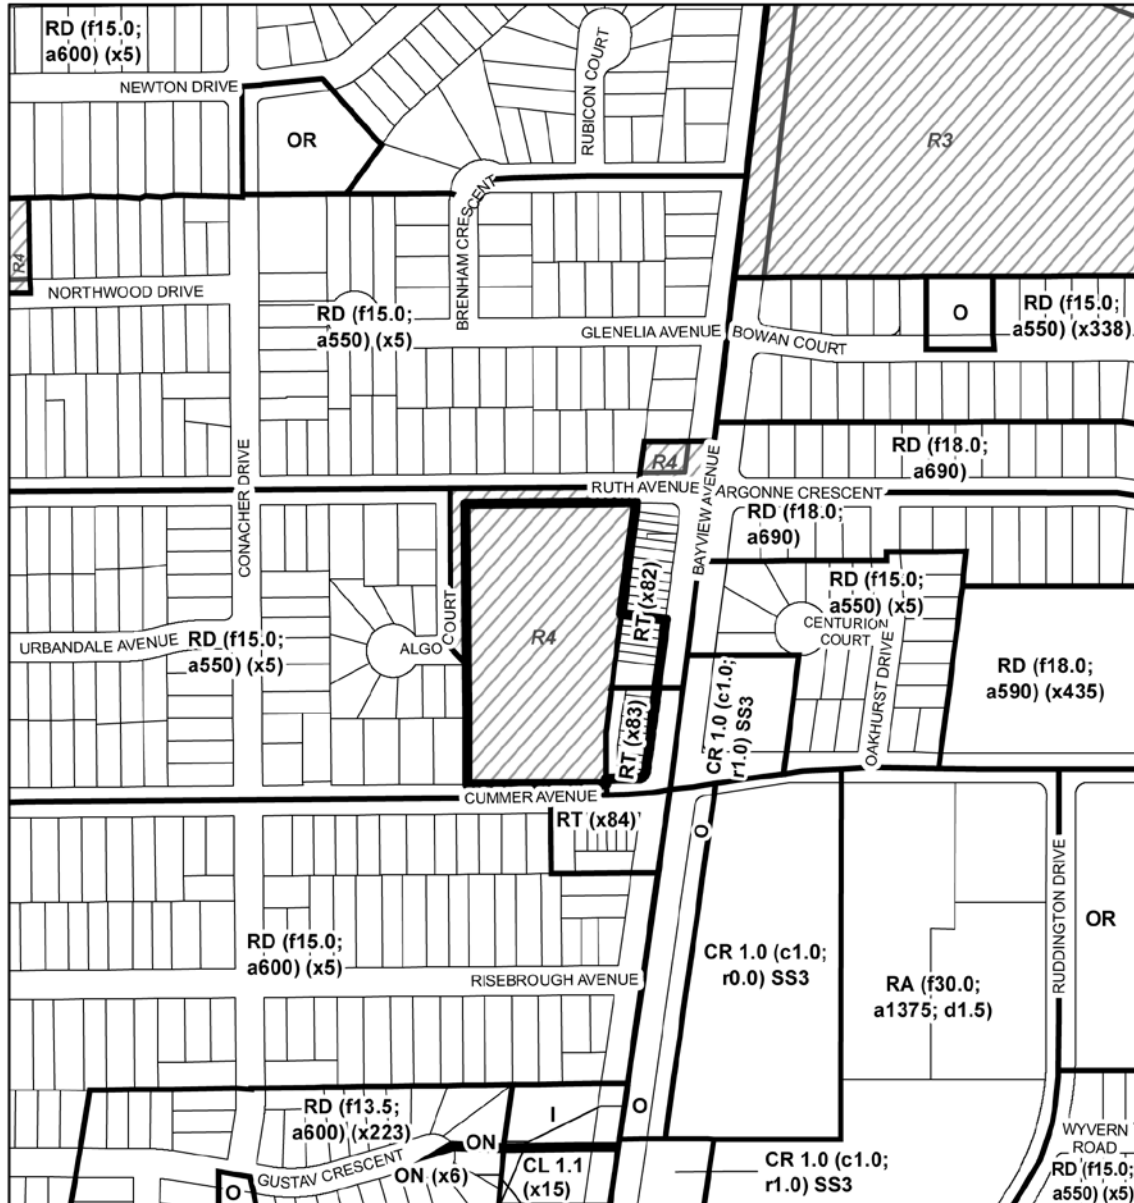 RD (f15.0;
a600) (x5)
NEWTON DRIVE
OR
RUBICON COURT
R3
BRENHAM CRESCENT
R4
NORTHWOOD DRIVE
RD (f15.0;
a550) (x5)
GLENELIA AVENUE
BOWAN COURT
O
RD (f15.0;
a550) (x338)
CONACHER DRIVE
R4
RUTH AVENUE
BAYVIEW AVENUE
ARGONNE CRESCENT
RD (f18.0;
a690)
RD (f18.0;
a690)
RD (f15.0;
a550) (x5)
CENTURION
COURT
OAKHURST DRIVE
URBANDALE AVENUE
RD (f15.0;
a550) (x5)
ALGO COURT
R4
RT (x82)
RT (x83)
CR 1.0 (c1.0;
r1.0) SS3
RD (f18.0;
a590) (x435)
CUMMER AVENUE
RT (x84)
O
RUDDINGTON DRIVE
OR
RD (f15.0;
a600) (x5)
RISEBROUGH AVENUE
CR 1.0 (c1.0;
r0.0) SS3
RA (f30.0;
a1375; d1.5)
RD (f13.5;
a600) (x223)
I
O
ON
GUSTAV CRESCENT
ON (x6)
O
CL 1.1
(x15)
CR 1.0 (c1.0;
r1.0) SS3
WYVERN
ROAD
RD (f15.0;
a550) (x5)